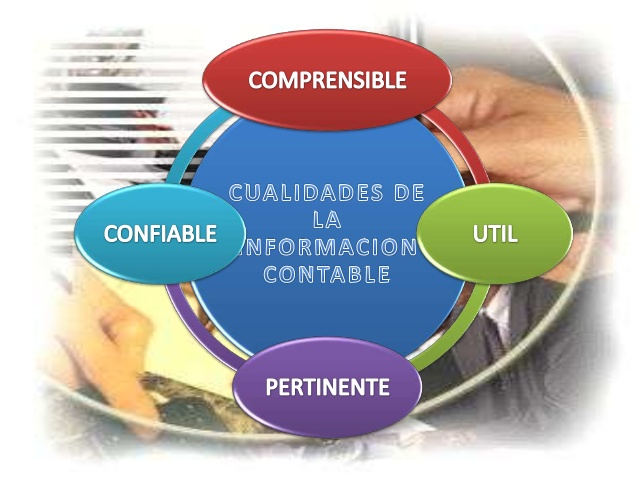 COMPRENSIBLE
CUALIDADES DE
LA
INFORMACION
CONTABLE
CONFIABLE
UTIL
PERTINENTE